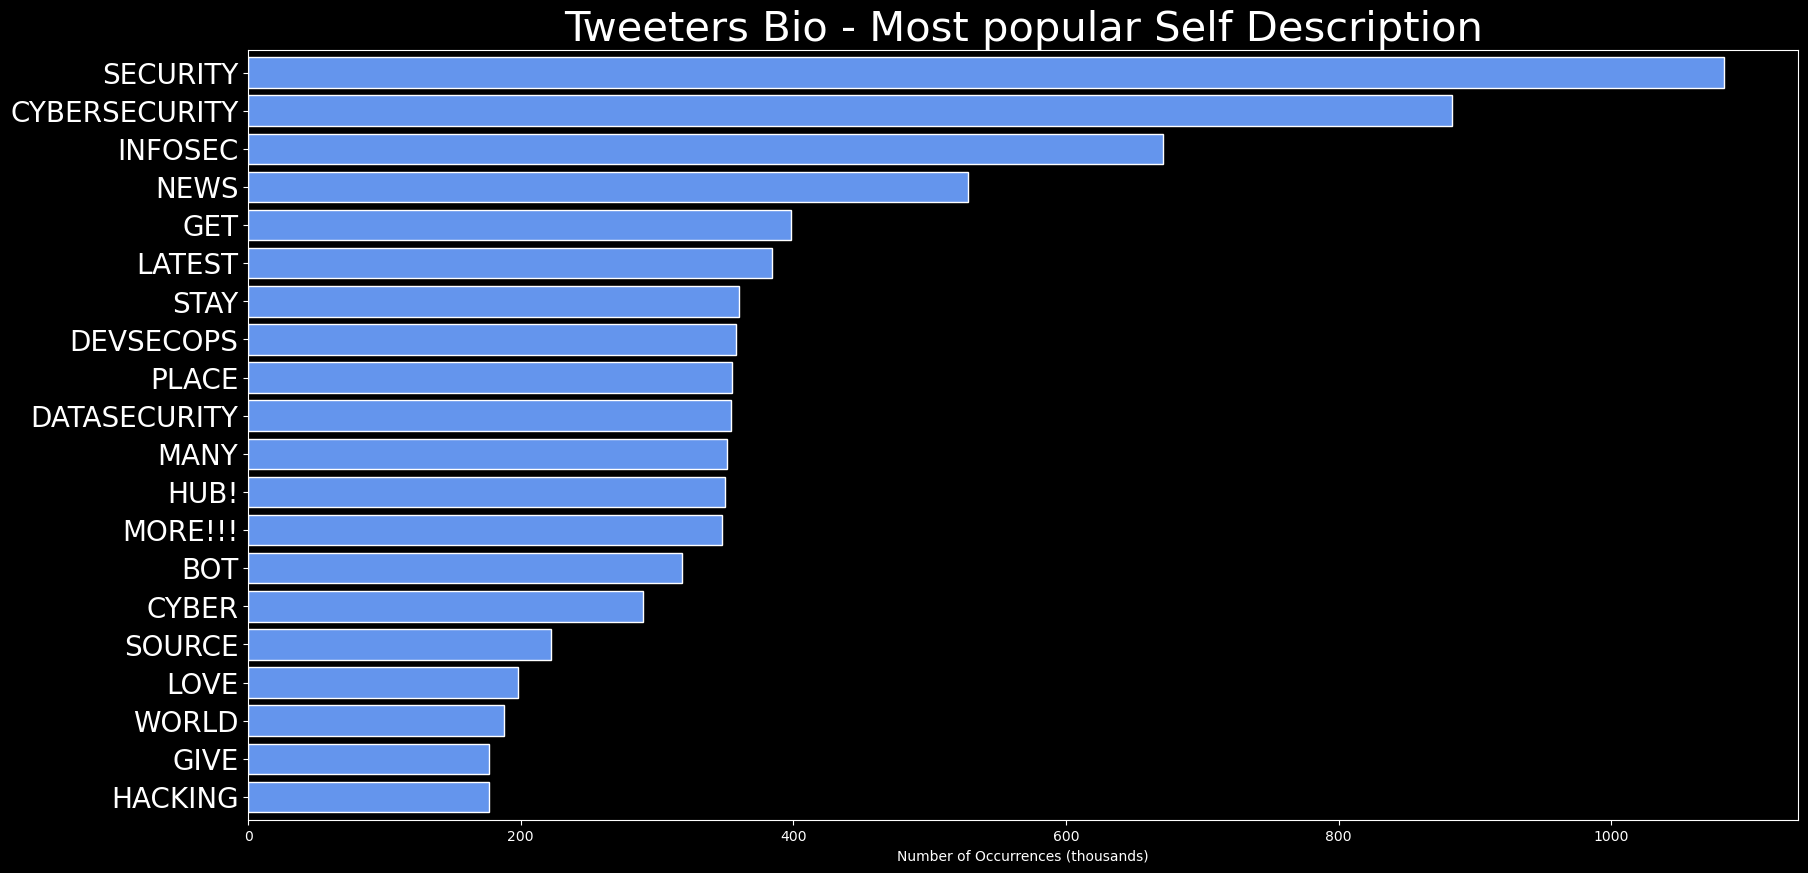 Tweeters Bio - Most popular Self Description
SECURITY
CYBERSECURITY
INFOSEC
NEWS
GET
LATEST
STAY
DEVSECOPS
PLACE
DATASECURITY
MANY
HUB!
MORE!!!
BOT
CYBER
SOURCE
LOVE
WORLD
GIVE
HACKING
0 200 400 600 800 1000
Number of Occurrences (thousands)